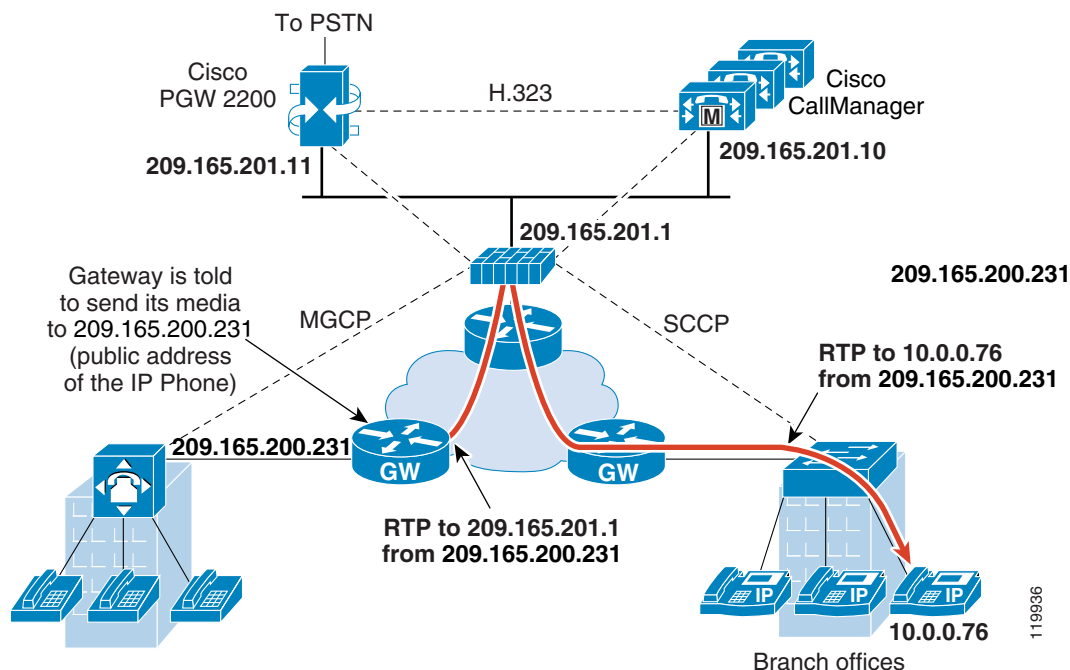 To PSTN
Cisco
PGW 2200
H.323
M
Cisco
CallManager
209.165.201.11
209.165.201.10
209.165.201.1
209.165.200.231
Gateway is told
to send its media
to 209.165.200.231
(public address
of the IP Phone)
MGCP
SCCP
RTP to 10.0.0.76
from 209.165.200.231
209.165.200.231
GW
GW
RTP to 209.165.201.1
from 209.165.200.231
IP
IP
IP
10.0.0.76
Branch offices
119936